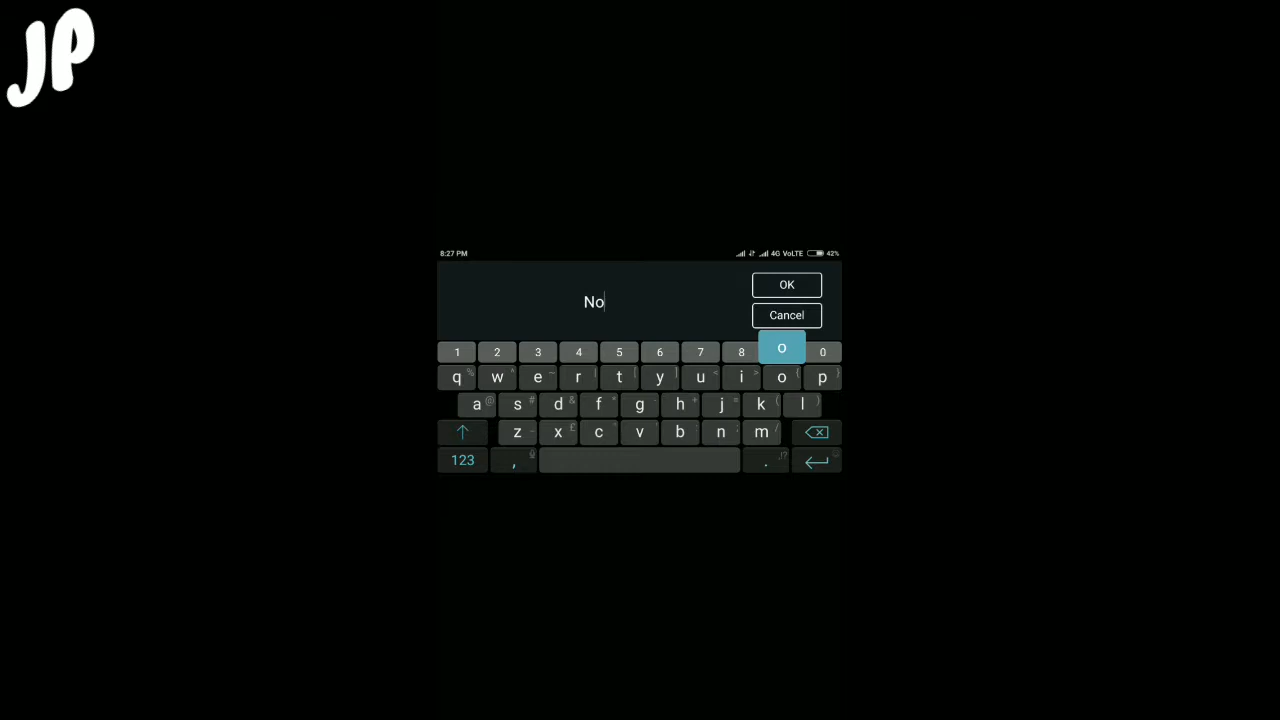 JP
8:27 PM 4G VoLTE 42%
OK
No
Cancel
o
1 2 3 4 5 6 7 8 0
q w e r t y u i o p
a s d f g h j k l
z x c v b n m
123 , .